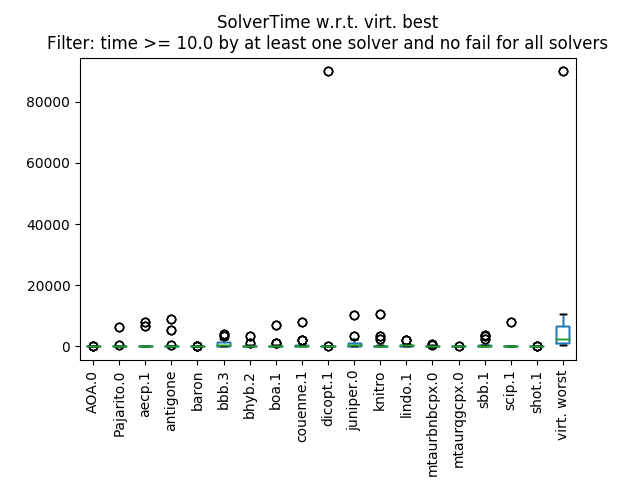 SolverTime w.r.t. virt. best
Filter: time >= 10.0 by at least one solver and no fail for all solvers
80000
60000
40000
20000
0
AOA.0
Pajarito.0
aecp.1
antigone
baron
bbb.3
bhyb.2
boa.1
couenne.1
dicopt.1
juniper.0
knitro
lindo.1
mtaurbnbcpx.0
mtaurqgcpx.0
sbb.1
scip.1
shot.1
virt. worst